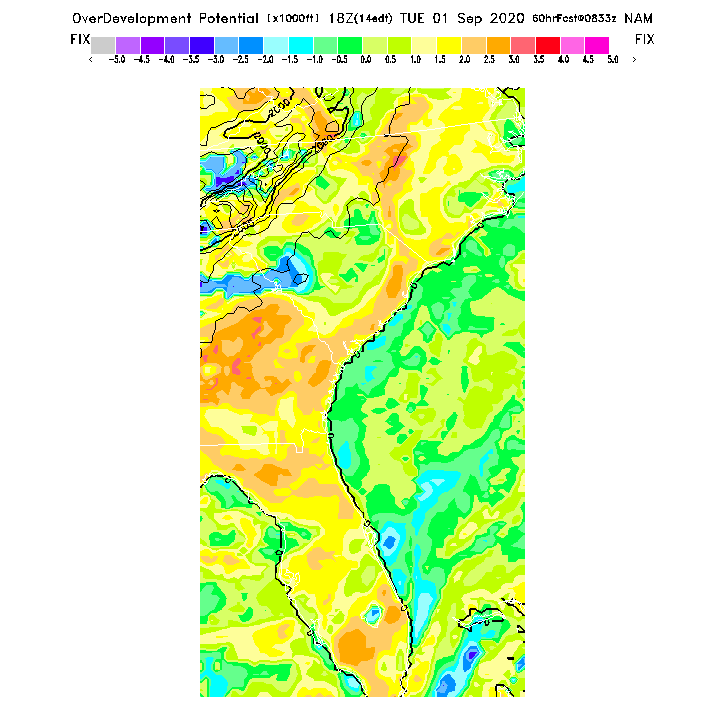 OverDevelopment Potential [x1000ft] 18Z(14edt) TUE 01 Sep 2020 60hrFcst@0833z NAM
FIX FIX
< -5.0 -4.5 -4.0 -3.5 -3.0 -2.5 -2.0 -1.5 -1.0 -0.5 0.0 0.5 1.0 1.5 2.0 2.5 3.0 3.5 4.0 4.5 5.0 >
2000
2000